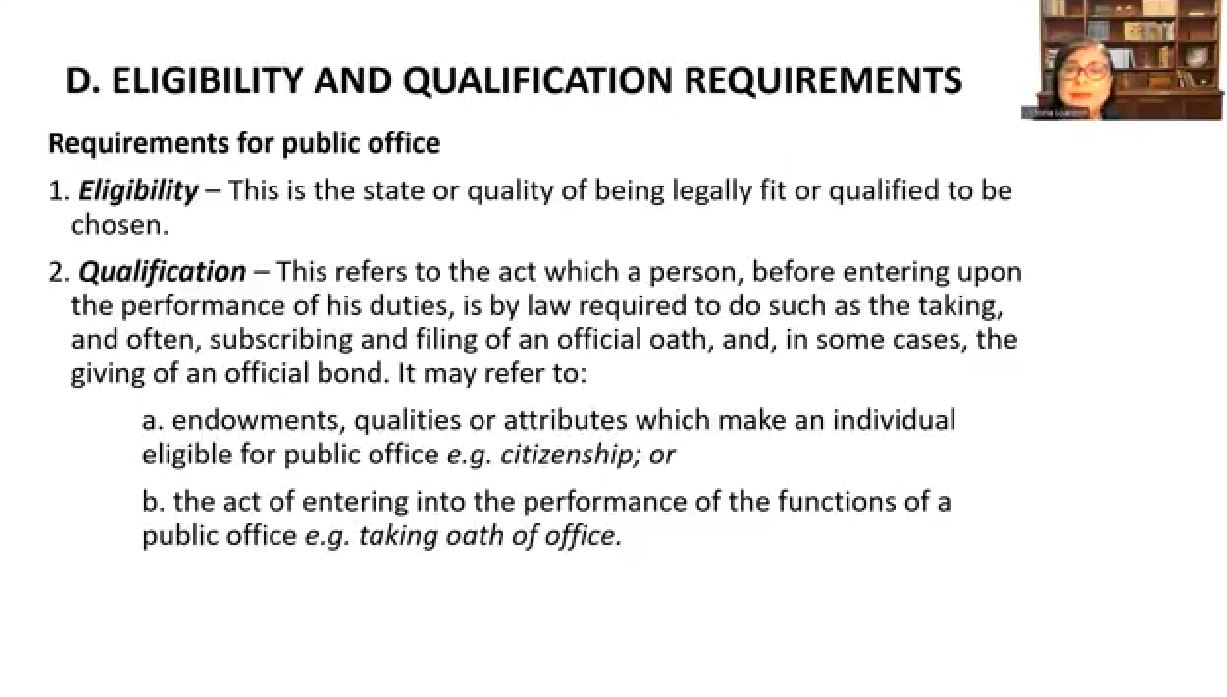 D. ELIGIBILITY AND QUALIFICATION REQUIREMENTS
Requirements for public office
1. Eligibility – This is the state or quality of being legally fit or qualified to be
chosen.
2. Qualification – This refers to the act which a person, before entering upon
the performance of his duties, is by law required to do such as the taking,
and often, subscribing and filing of an official oath, and, in some cases, the
giving of an official bond. It may refer to:
a. endowments, qualities or attributes which make an individual
eligible for public office e.g. citizenship; or
b. the act of entering into the performance of the functions of a
public office e.g. taking oath of office.